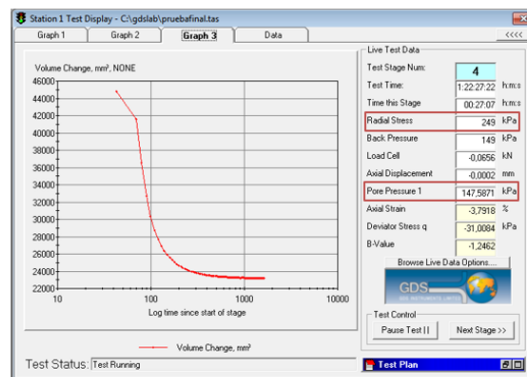 Station 1 Test Display - C:\gdslab\pruebafinal.tas
Graph 1
Graph 2
Graph 3
Data
<<<<
Volume Change, mm³, NONE
46000
44000
42000
40000
38000
36000
34000
32000
30000
28000
26000
24000
22000
10
100
1000
10000
Log time since start of stage
Volume Change, mm³
Live Test Data
Test Stage Num: 4
Test Time: 1:22:27:22 h:m:s
Time this Stage 00:27:07 h:m:s
Radial Stress 249 kPa
Back Pressure 149 kPa
Load Cell -0,0656 kN
Axial Displacement -0,0002 mm
Pore Pressure 1 147,5871 kPa
Axial Strain -3,7918 %
Deviator Stress q -31,0084 kPa
B-Value -1,2462
Browse Live Data Options....
GDS
Test Control
Pause Test ||
Next Stage >>
Test Status: Test Running
Test Plan